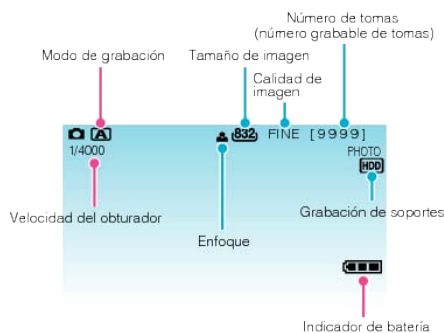 Número de tomas
(número grabable de tomas)
Modo de grabación
Tamaño de imagen
Calidad de
imagen
A 832 FINE [9999]
1/4000
PHOTO
HDD
Velocidad del obturador
Enfoque
Grabación de soportes
Indicador de batería